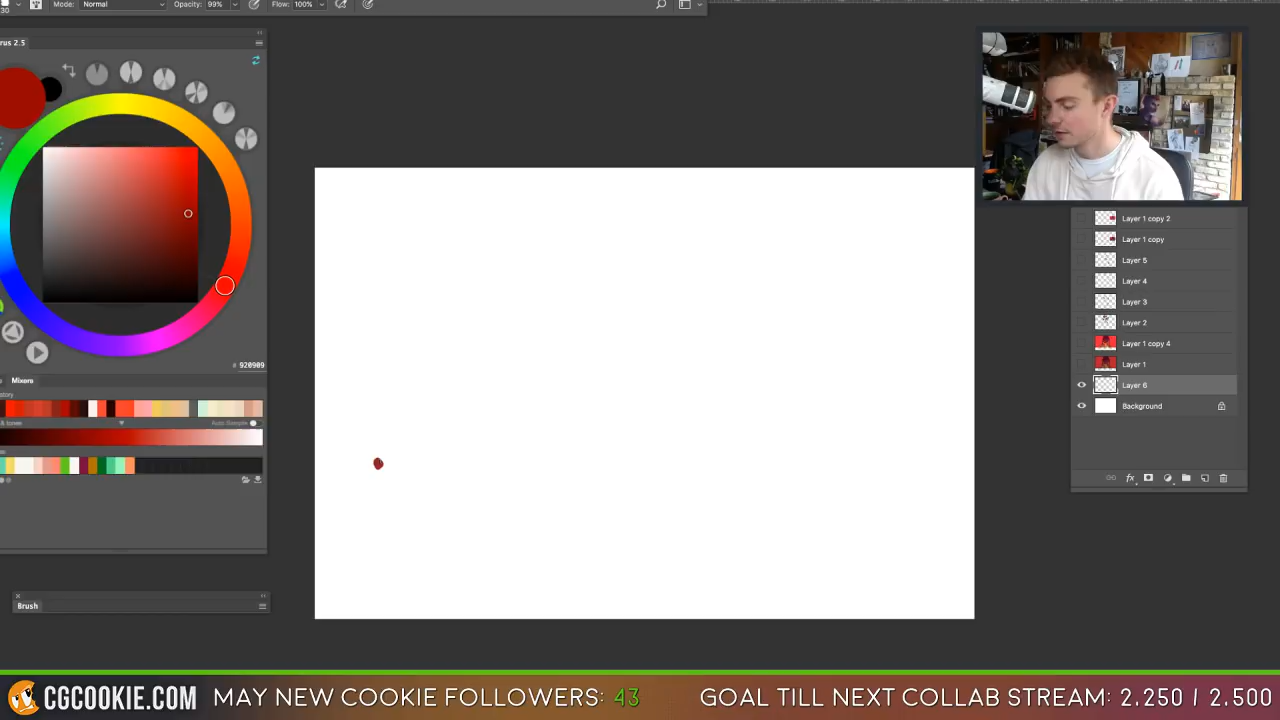 30 Mode: Normal Opacity: 99% Flow: 100%
rus 2.5
# 920909
Mixers
Auto Sample
Brush
Layer 1 copy 2
Layer 1 copy
Layer 5
Layer 4
Layer 3
Layer 2
Layer 1 copy 4
Layer 1
Layer 6
Background
fx
CGCOOKIE.COM MAY NEW COOKIE FOLLOWERS: 43 GOAL TILL NEXT COLLAB STREAM: 2,250 / 2,500